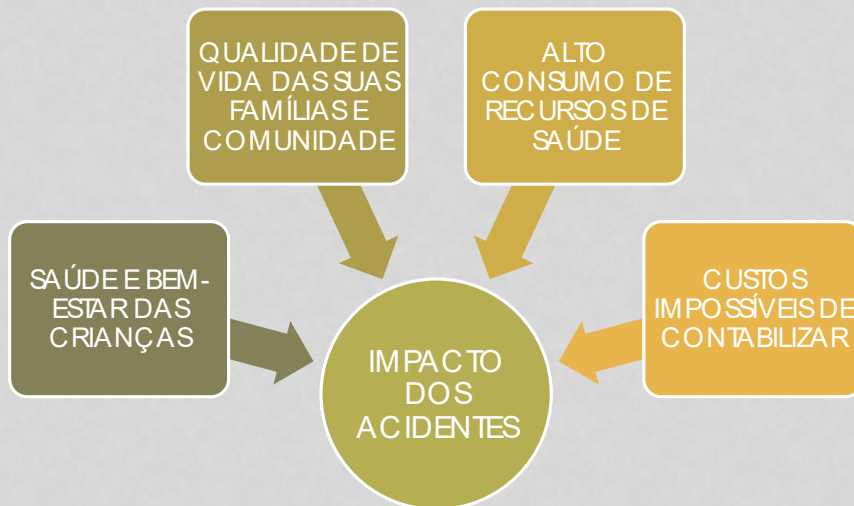 QUALIDADE DE
VIDA DAS SUAS
FAMÍLIAS E
COMUNIDADE
ALTO
CONSUMO DE
RECURSOS DE
SAÚDE
SAÚDE E BEM-
ESTAR DAS
CRIANÇAS
CUSTOS
IMPOSSÍVEIS DE
CONTABILIZAR
IMPACTO
DOS
ACIDENTES